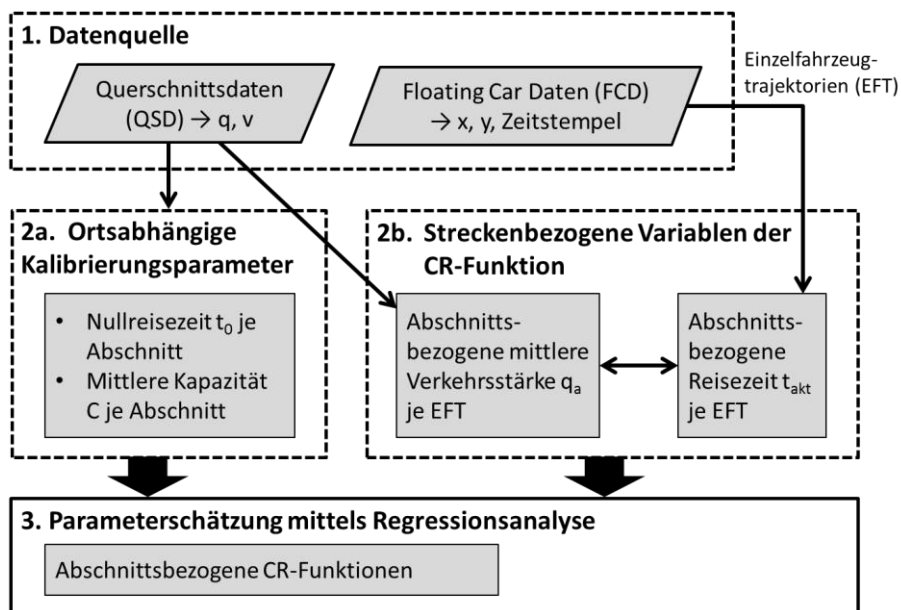 1. Datenquelle
Querschnittsdaten
(QSD) → q, v
Floating Car Daten (FCD)
→ x, y, Zeitstempel
Einzelfahrzeug-
trajektorien (EFT)
2a. Ortsabhängige
Kalibrierungsparameter
• Nullreisezeit t₀ je
Abschnitt
• Mittlere Kapazität
C je Abschnitt
2b. Streckenbezogene Variablen der
CR-Funktion
Abschnitts-
bezogene mittlere
Verkehrsstärke qₐ
je EFT
Abschnitts-
bezogene
Reisezeit t_akt
je EFT
3. Parameterschätzung mittels Regressionsanalyse
Abschnittsbezogene CR-Funktionen